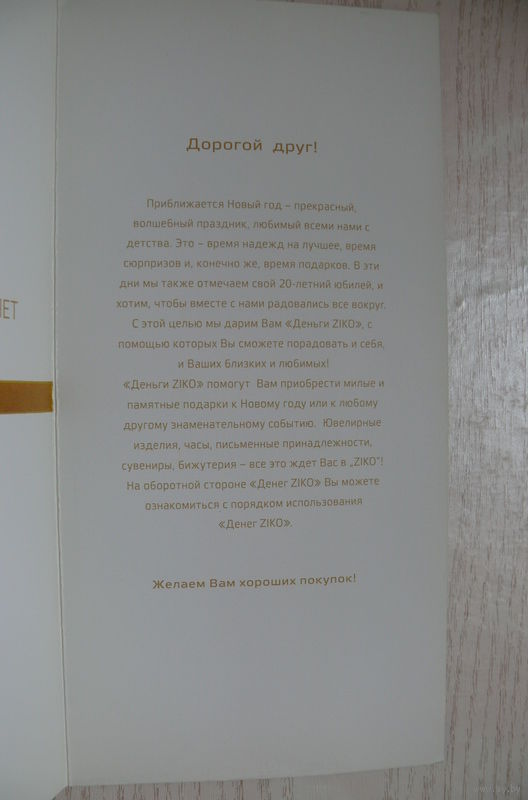 Дорогой друг!
Приближается Новый год – прекрасный,
волшебный праздник, любимый всеми нами с
детства. Это – время надежд на лучшее, время
сюрпризов и, конечно же, время подарков. В эти
дни мы также отмечаем свой 20-летний юбилей, и
хотим, чтобы вместе с нами радовались все вокруг.
С этой целью мы дарим Вам «Деньги ZIKO», с
помощью которых Вы сможете порадовать и себя,
и Ваших близких и любимых!
«Деньги ZIKO» помогут Вам приобрести милые и
памятные подарки к Новому году или к любому
другому знаменательному событию. Ювелирные
изделия, часы, письменные принадлежности,
сувениры, бижутерия – все это ждет Вас в „ZIKO"!
На оборотной стороне «Денег ZIKO» Вы можете
ознакомиться с порядком использования
«Денег ZIKO».
Желаем Вам хороших покупок!